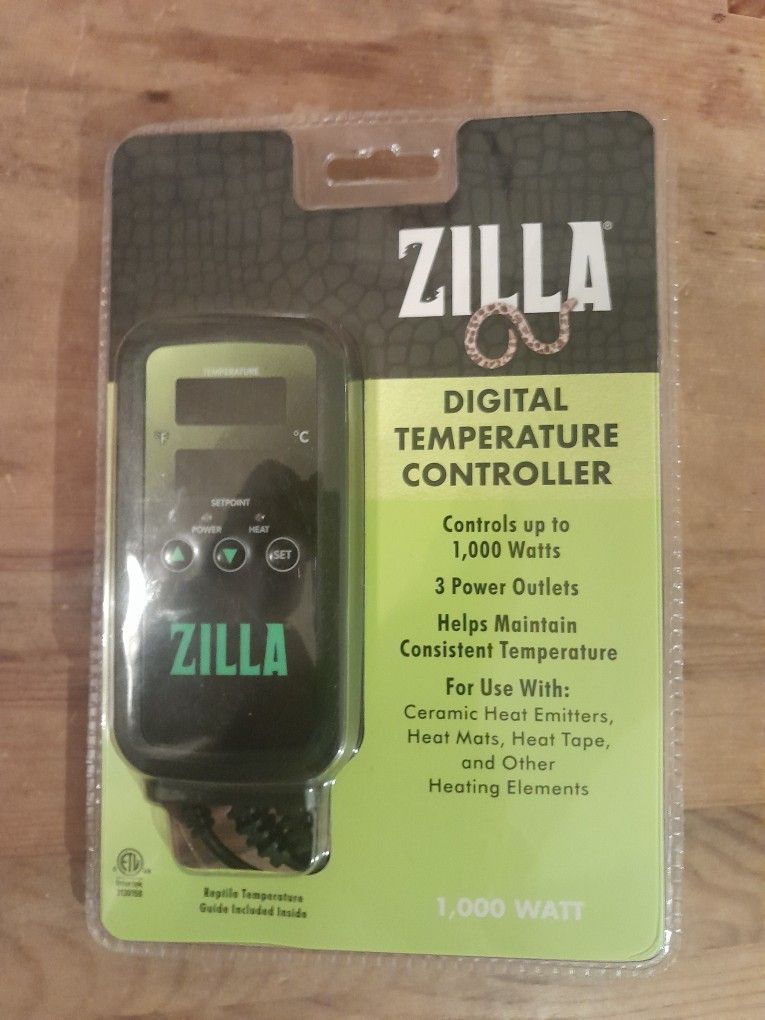 ZILLA®
DIGITAL
TEMPERATURE
CONTROLLER
Controls up to
1,000 Watts
3 Power Outlets
Helps Maintain
Consistent Temperature
For Use With:
Ceramic Heat Emitters,
Heat Mats, Heat Tape,
and Other
Heating Elements
1,000 WATT
TEMPERATURE
°F °C
SETPOINT
POWER HEAT
SET
ZILLA
ETL
Intertek
Reptile Temperature
Guide Included Inside